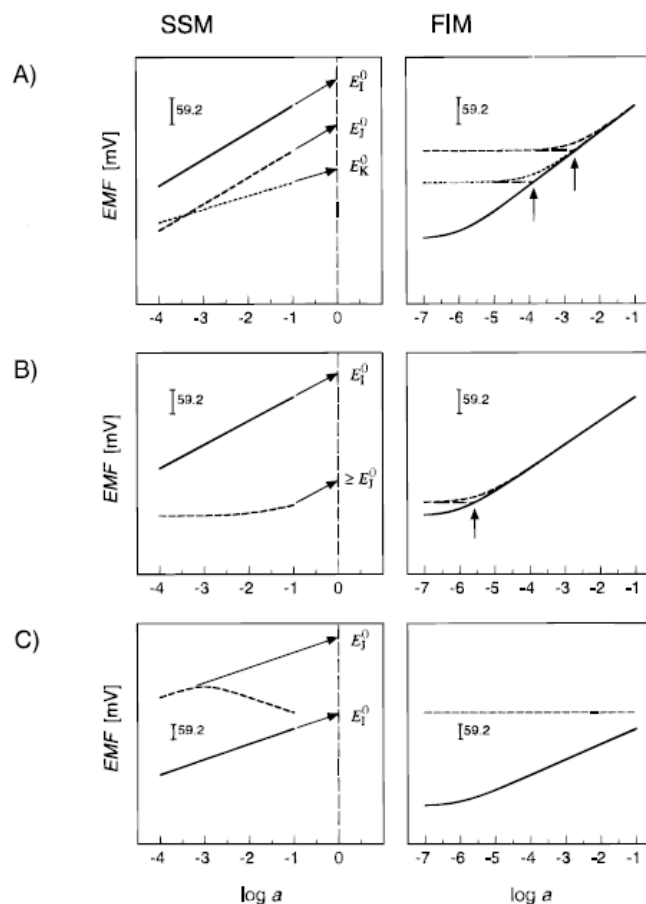 SSM FIM
A)
EMF [mV]
59.2
E_I^0
E_J^0
E_K^0
-4 -3 -2 -1 0
59.2
-7 -6 -5 -4 -3 -2 -1
B)
EMF [mV]
59.2
E_I^0
≥ E_J^0
-4 -3 -2 -1 0
59.2
-7 -6 -5 -4 -3 -2 -1
C)
EMF [mV]
E_J^0
59.2
E_I^0
-4 -3 -2 -1 0
59.2
-7 -6 -5 -4 -3 -2 -1
log a log a